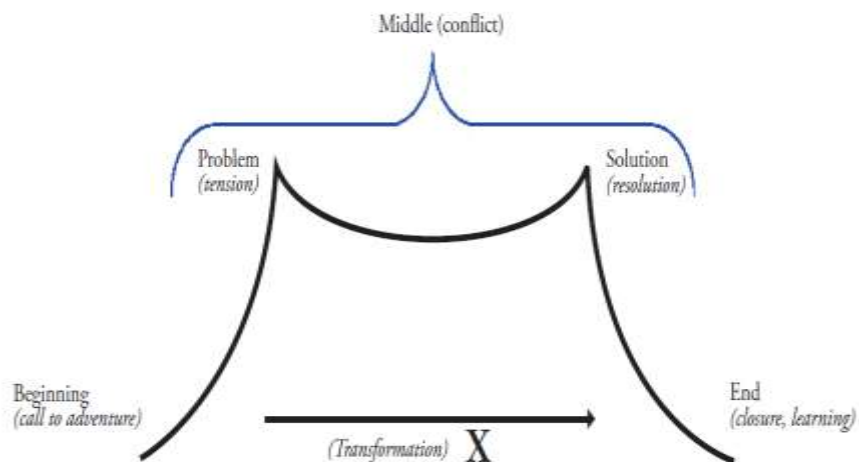 Middle (conflict)
Problem
(tension)
Solution
(resolution)
Beginning
(call to adventure)
End
(closure, learning)
(Transformation) X